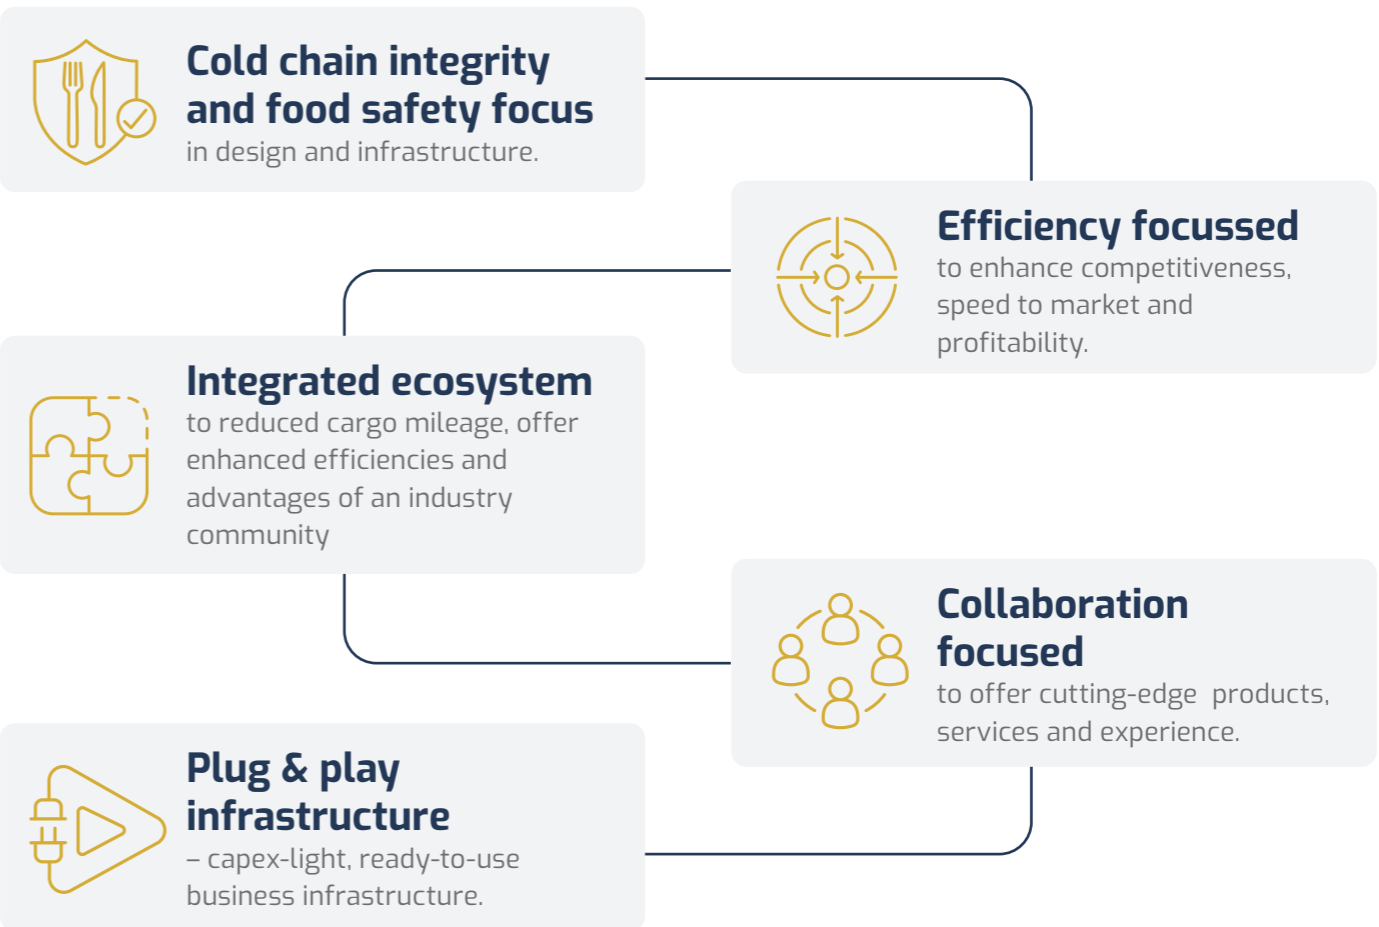 Cold chain integrity
and food safety focus
in design and infrastructure.
Efficiency focussed
to enhance competitiveness,
speed to market and
profitability.
Integrated ecosystem
to reduced cargo mileage, offer
enhanced efficiencies and
advantages of an industry
community
Collaboration
focused
to offer cutting-edge  products,
services and experience.
Plug & play
infrastructure
– capex-light, ready-to-use
business infrastructure.